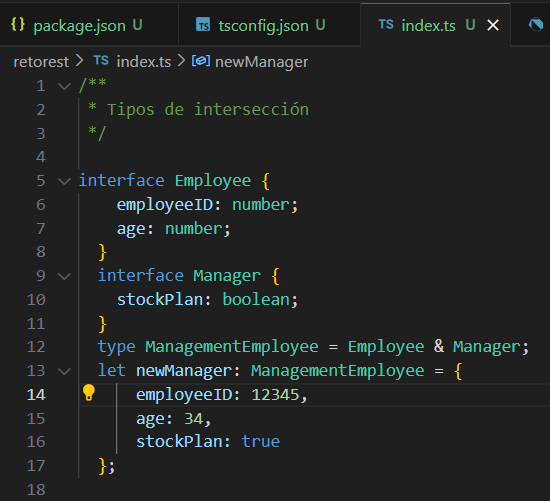 {} package.json U TS tsconfig.json U TS index.ts U ×
retorest > TS index.ts > newManager
1 /**
2 * Tipos de intersección
3 */
4
5 interface Employee {
6 employeeID: number;
7 age: number;
8 }
9 interface Manager {
10 stockPlan: boolean;
11 }
12 type ManagementEmployee = Employee & Manager;
13 let newManager: ManagementEmployee = {
14 employeeID: 12345,
15 age: 34,
16 stockPlan: true
17 };
18